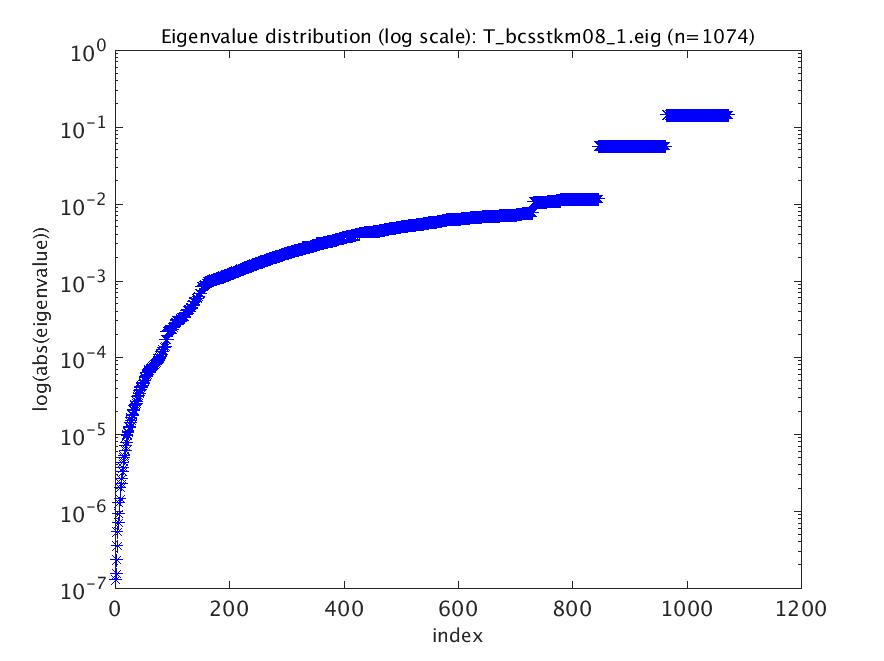 Eigenvalue distribution (log scale): T_bcsstkm08_1.eig (n=1074)
10^0
10^-1
10^-2
10^-3
10^-4
10^-5
10^-6
10^-7
log(abs(eigenvalue))
0 200 400 600 800 1000 1200
index